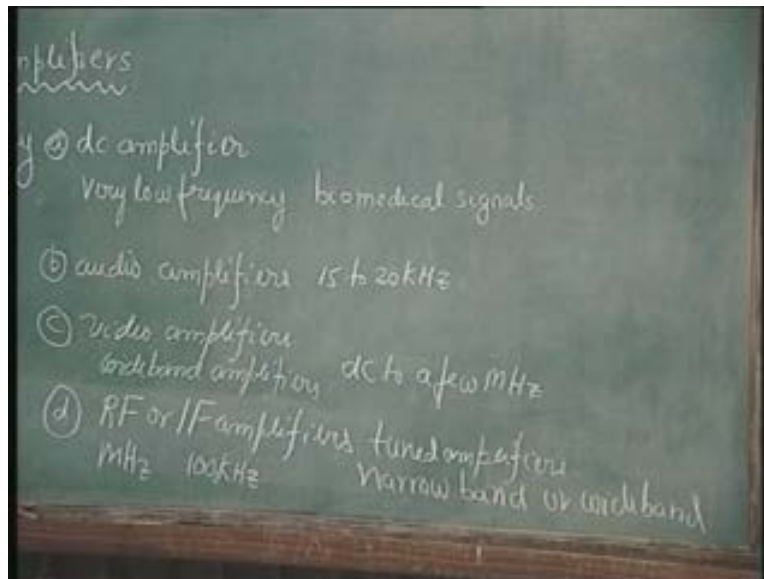 nplifiers
y (a) dc amplifier
very low frequency biomedical signals
(b) audio amplifiers 15 to 20kHz
(c) video amplifiers
wideband amplifiers dc to a few MHz
(d) RF or IF amplifiers tuned amplifiers
MHz 100kHz narrow band or wideband